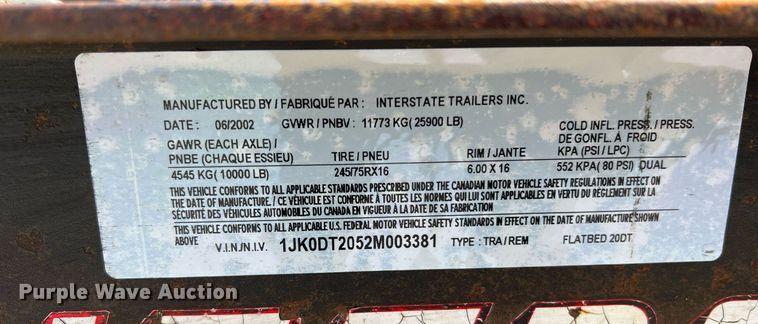 MANUFACTURED BY / FABRIQUÉ PAR : INTERSTATE TRAILERS INC.
DATE : 06/2002 GVWR / PNBV : 11773 KG( 25900 LB)
COLD INFL. PRESS. / PRESS.
DE GONFL. À FROID
GAWR (EACH AXLE) /
PNBE (CHAQUE ESSIEU) TIRE / PNEU RIM / JANTE KPA (PSI / LPC)
4545 KG( 10000 LB) 245/75RX16 6.00 X 16 552 KPA( 80 PSI) DUAL
THIS VEHICLE CONFORMS TO ALL APPLICABLE STANDARDS PRESCRIBED UNDER THE CANADIAN MOTOR VEHICLE SAFETY REGULATIONS IN EFFECT ON
THE DATE OF MANUFACTURE. / CE VÉHICULE EST CONFORME À TOUTES LES NORMES QUI LUI SONT APPLICABLES EN VERTU DU RÈGLEMENT SUR LA
SÉCURITÉ DES VÉHICULES AUTOMOBILES DU CANADA EN VIGUEUR À LA DATE DE SA FABRICATION
THIS VEHICLE CONFORMS TO ALL APPLICABLE U.S. FEDERAL MOTOR VEHICLE SAFETY STANDARDS IN EFFECT ON THE DATE OF MANUFACTURE SHOWN
ABOVE V.I.N./N.I.V. 1JK0DT2052M003381 TYPE : TRA / REM FLATBED 20DT
Purple Wave Auction